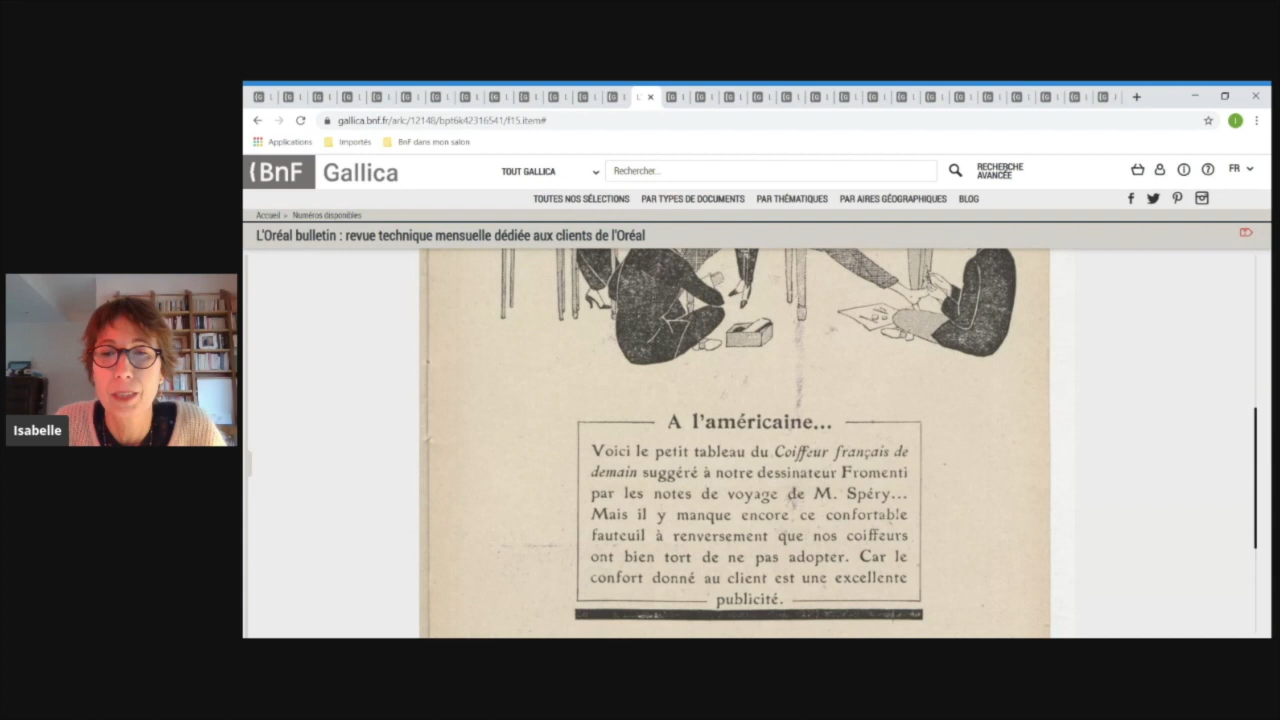 gallica.bnf.fr/ark:/12148/bpt6k42316541/f15.item#
Applications Importés BnF dans mon salon
BnF Gallica
TOUT GALLICA
Rechercher...
RECHERCHE
AVANCÉE
FR
TOUTES NOS SÉLECTIONS PAR TYPES DE DOCUMENTS PAR THÉMATIQUES PAR AIRES GÉOGRAPHIQUES BLOG
Accueil > Numéros disponibles
L'Oréal bulletin : revue technique mensuelle dédiée aux clients de l'Oréal
Isabelle
A l'américaine...
Voici le petit tableau du Coiffeur français de
demain suggéré à notre dessinateur Fromenti
par les notes de voyage de M. Spéry...
Mais il y manque encore ce confortable
fauteuil à renversement que nos coiffeurs
ont bien tort de ne pas adopter. Car le
confort donné au client est une excellente
publicité.